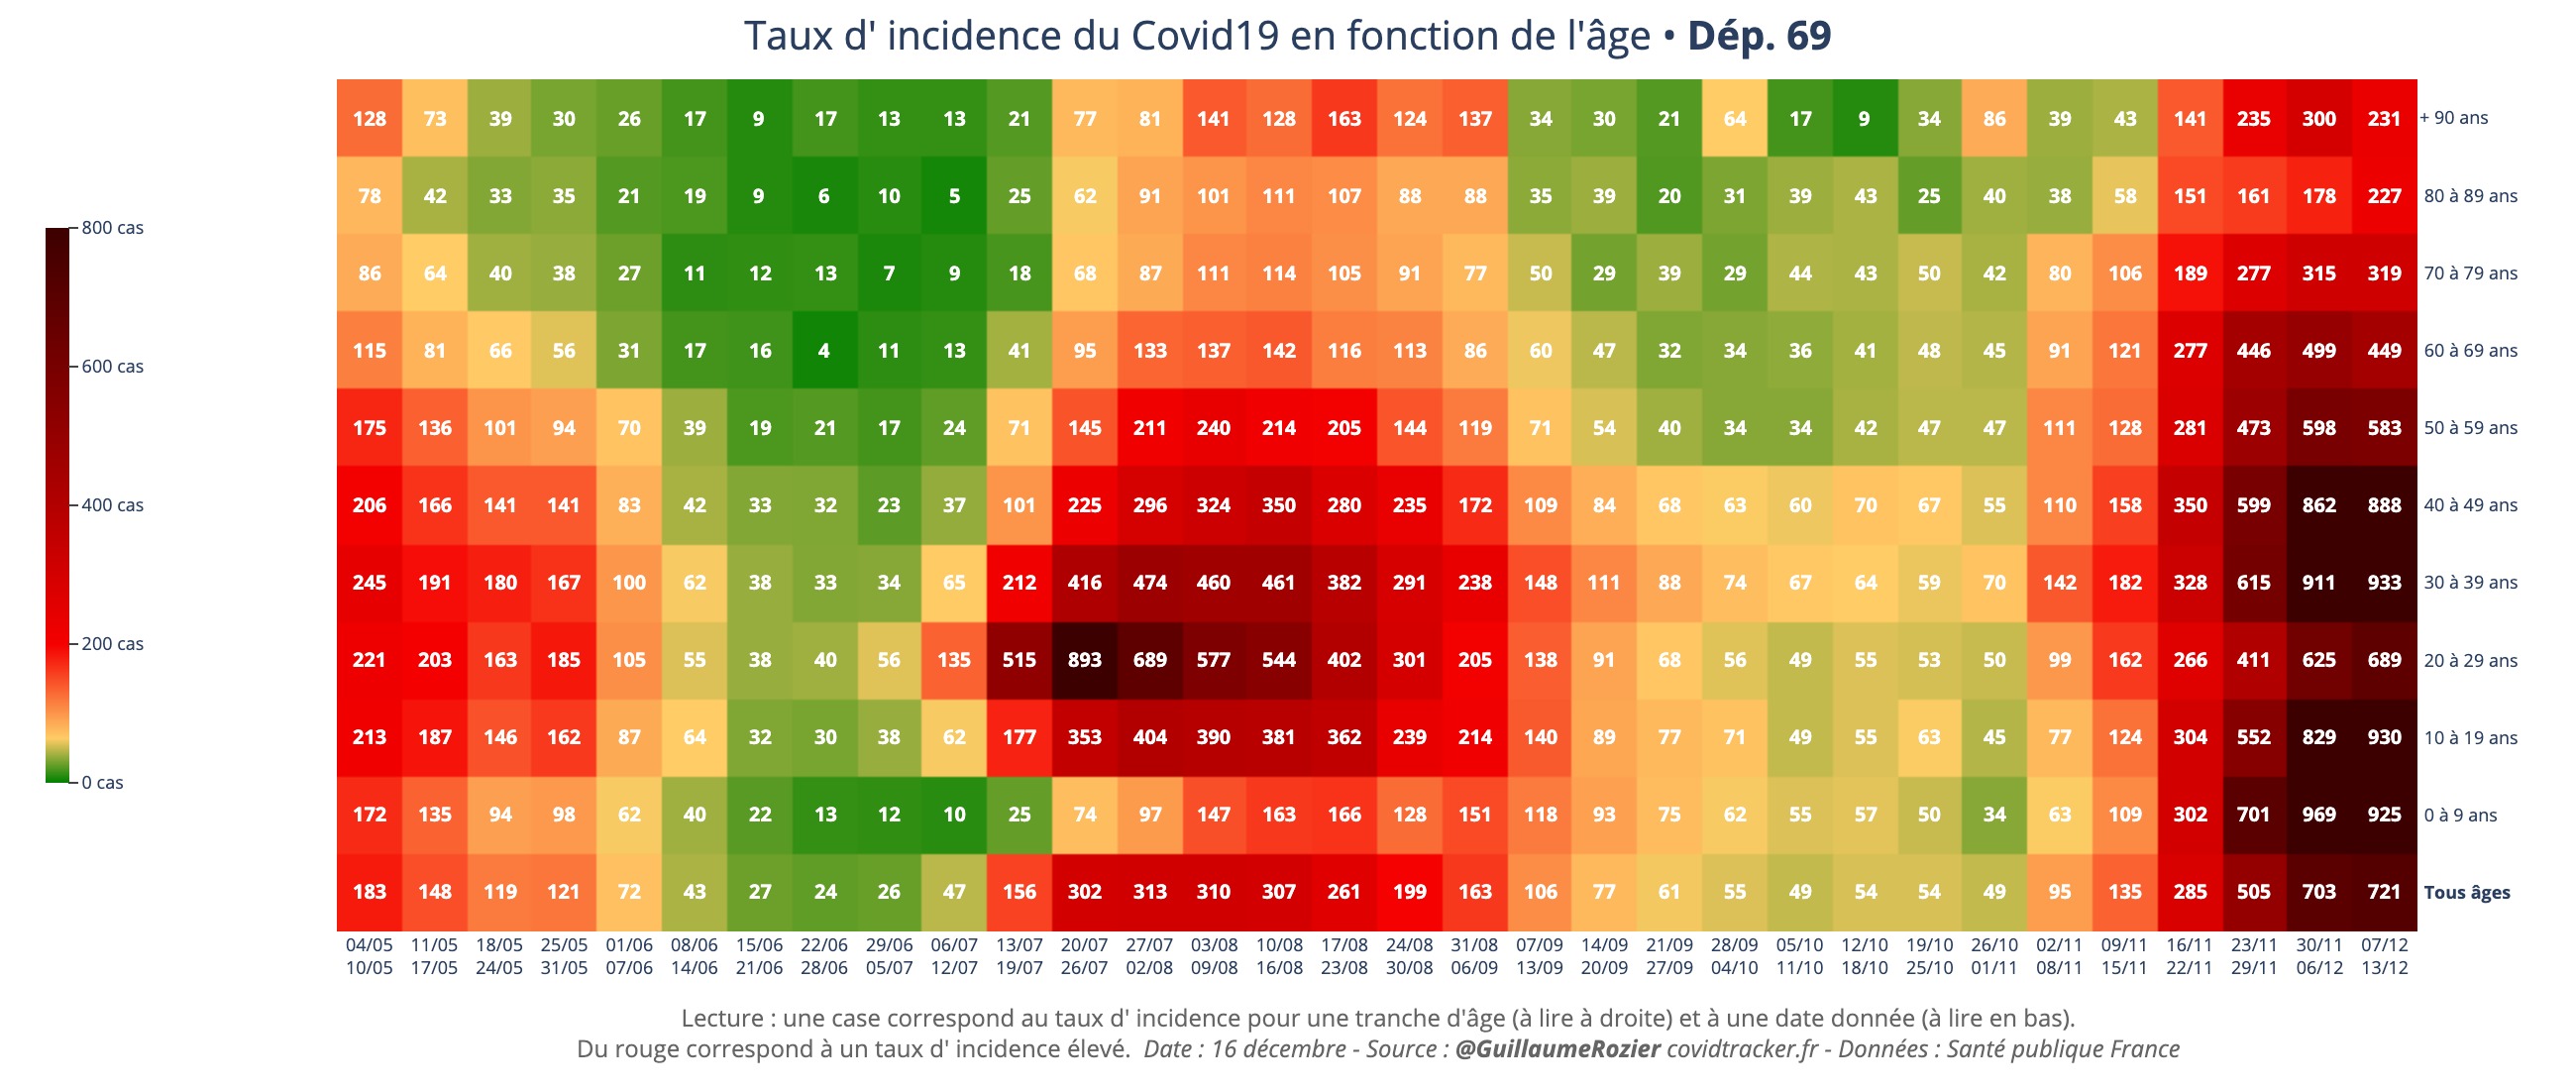 Taux d' incidence du Covid19 en fonction de l'âge • Dép. 69
128 73 39 30 26 17 9 17 13 13 21 77 81 141 128 163 124 137 34 30 21 64 17 9 34 86 39 43 141 235 300 231 + 90 ans
78 42 33 35 21 19 9 6 10 5 25 62 91 101 111 107 88 88 35 39 20 31 39 43 25 40 38 58 151 161 178 227 80 à 89 ans
800 cas
86 64 40 38 27 11 12 13 7 9 18 68 87 111 114 105 91 77 50 29 39 29 44 43 50 42 80 106 189 277 315 319 70 à 79 ans
115 81 66 56 31 17 16 4 11 13 41 95 133 137 142 116 113 86 60 47 32 34 36 41 48 45 91 121 277 446 499 449 60 à 69 ans
600 cas
175 136 101 94 70 39 19 21 17 24 71 145 211 240 214 205 144 119 71 54 40 34 34 42 47 47 111 128 281 473 598 583 50 à 59 ans
400 cas
206 166 141 141 83 42 33 32 23 37 101 225 296 324 350 280 235 172 109 84 68 63 60 70 67 55 110 158 350 599 862 888 40 à 49 ans
245 191 180 167 100 62 38 33 34 65 212 416 474 460 461 382 291 238 148 111 88 74 67 64 59 70 142 182 328 615 911 933 30 à 39 ans
200 cas
221 203 163 185 105 55 38 40 56 135 515 893 689 577 544 402 301 205 138 91 68 56 49 55 53 50 99 162 266 411 625 689 20 à 29 ans
213 187 146 162 87 64 32 30 38 62 177 353 404 390 381 362 239 214 140 89 77 71 49 55 63 45 77 124 304 552 829 930 10 à 19 ans
0 cas
172 135 94 98 62 40 22 13 12 10 25 74 97 147 163 166 128 151 118 93 75 62 55 57 50 34 63 109 302 701 969 925 0 à 9 ans
183 148 119 121 72 43 27 24 26 47 156 302 313 310 307 261 199 163 106 77 61 55 49 54 54 49 95 135 285 505 703 721 Tous âges
04/05 11/05 18/05 25/05 01/06 08/06 15/06 22/06 29/06 06/07 13/07 20/07 27/07 03/08 10/08 17/08 24/08 31/08 07/09 14/09 21/09 28/09 05/10 12/10 19/10 26/10 02/11 09/11 16/11 23/11 30/11 07/12
10/05 17/05 24/05 31/05 07/06 14/06 21/06 28/06 05/07 12/07 19/07 26/07 02/08 09/08 16/08 23/08 30/08 06/09 13/09 20/09 27/09 04/10 11/10 18/10 25/10 01/11 08/11 15/11 22/11 29/11 06/12 13/12
Lecture : une case correspond au taux d' incidence pour une tranche d'âge (à lire à droite) et à une date donnée (à lire en bas).
Du rouge correspond à un taux d' incidence élevé. Date : 16 décembre - Source : @GuillaumeRozier covidtracker.fr - Données : Santé publique France